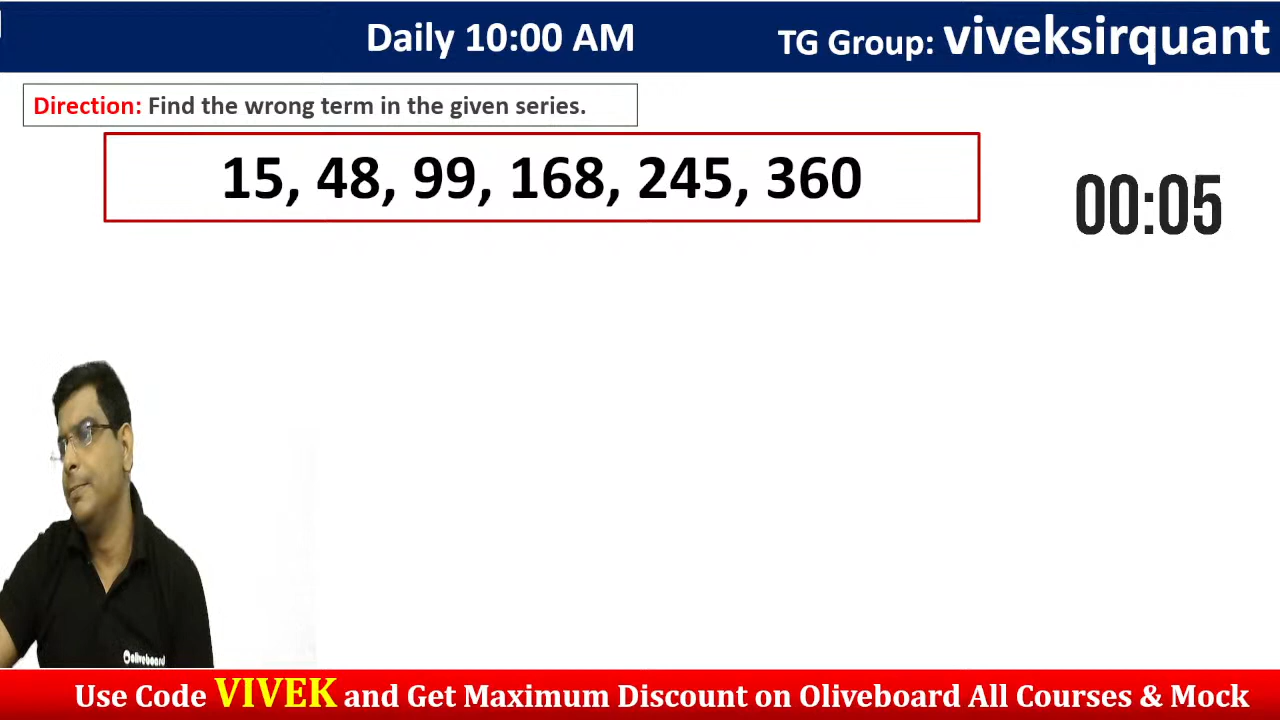 Daily 10:00 AM
TG Group: viveksirquant
Direction: Find the wrong term in the given series.
15, 48, 99, 168, 245, 360
00:05
oliveboard
Use Code VIVEK and Get Maximum Discount on Oliveboard All Courses & Mock